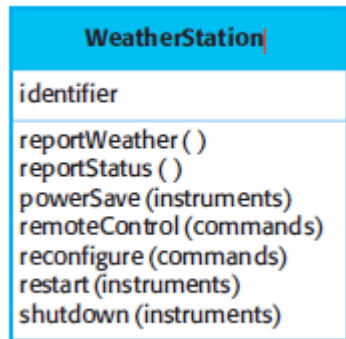 WeatherStation
identifier
reportWeather ( )
reportStatus ( )
powerSave (instruments)
remoteControl (commands)
reconfigure (commands)
restart (instruments)
shutdown (instruments)